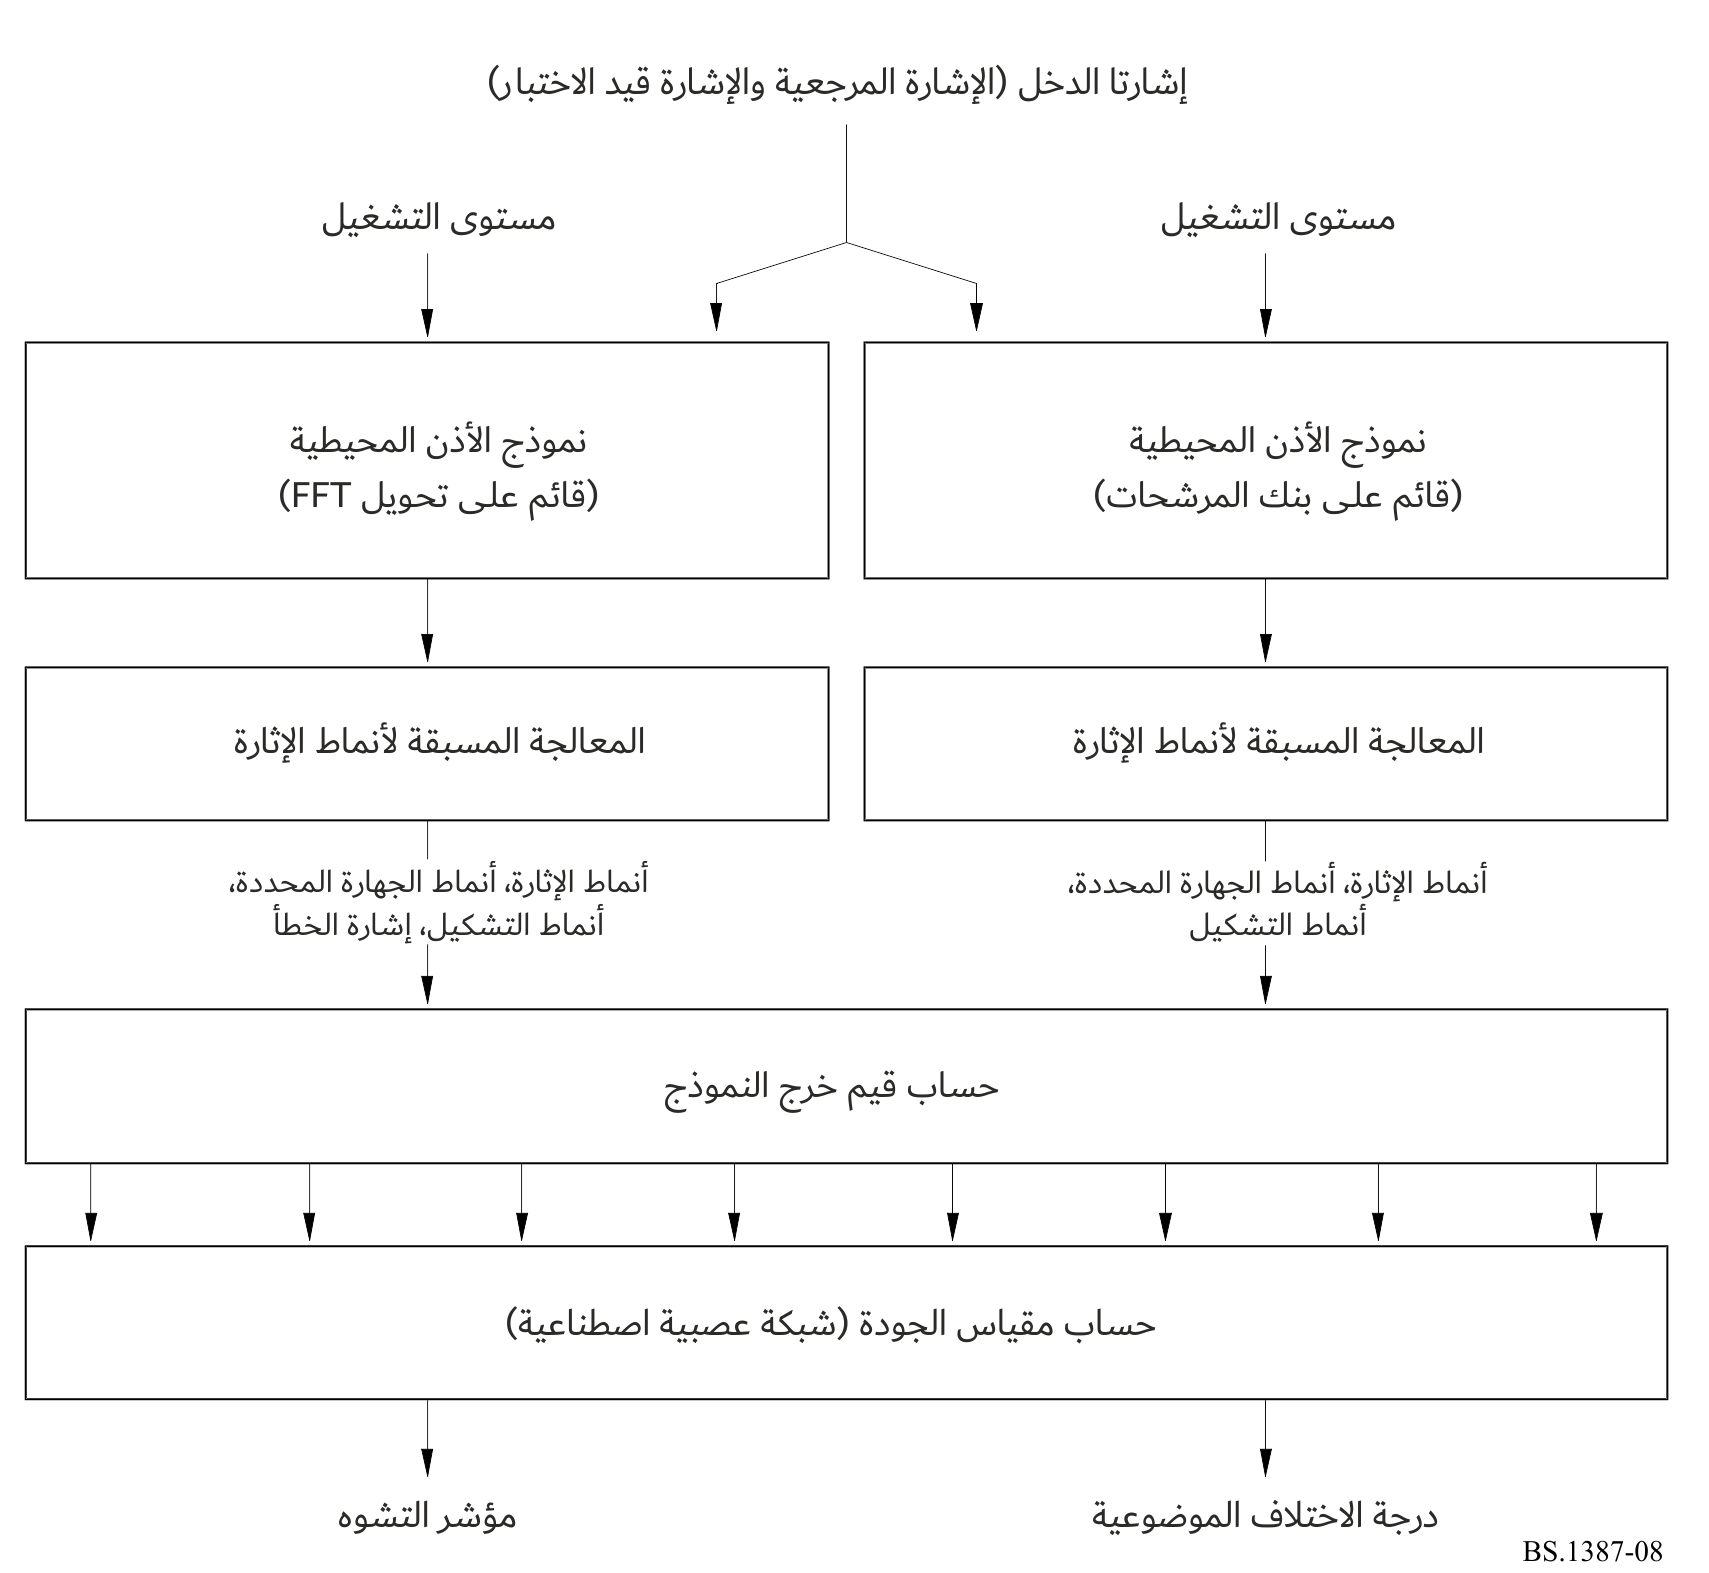 إشارتا الدخل (الإشارة المرجعية والإشارة قيد الاختبار)
مستوى التشغيل
مستوى التشغيل
نموذج الأذن المحيطية
(قائم على بنك المرشحات)
نموذج الأذن المحيطية
(قائم على تحويل FFT)
المعالجة المسبقة لأنماط الإثارة
المعالجة المسبقة لأنماط الإثارة
أنماط الإثارة، أنماط الجهارة المحددة،
أنماط التشكيل
أنماط الإثارة، أنماط الجهارة المحددة،
أنماط التشكيل، إشارة الخطأ
حساب قيم خرج النموذج
حساب مقياس الجودة (شبكة عصبية اصطناعية)
درجة الاختلاف الموضوعية
مؤشر التشوه
BS.1387-08